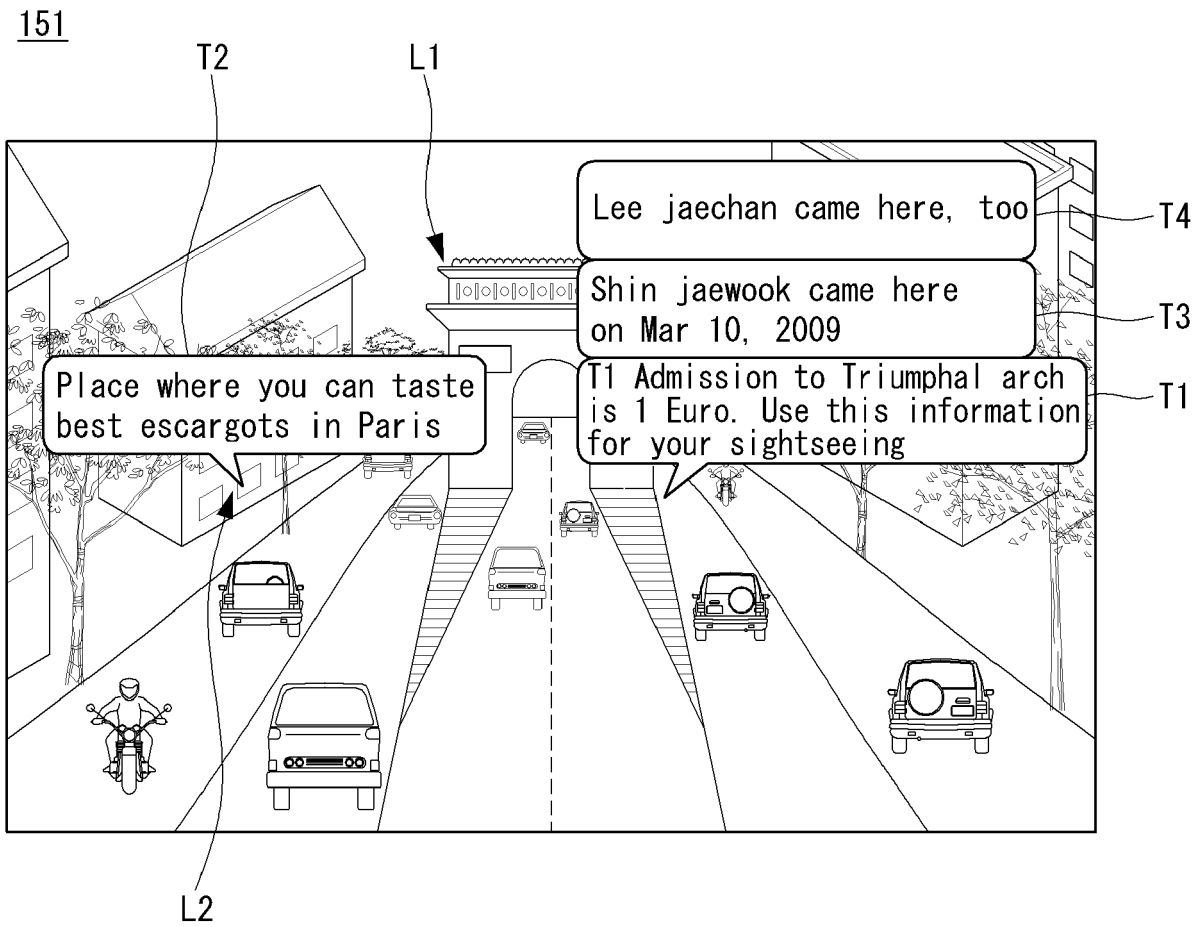 151
T2
L1
Lee jaechan came here, too
T4
Shin jaewook came here
on Mar 10, 2009
T3
Place where you can taste
best escargots in Paris
T1 Admission to Triumphal arch
is 1 Euro. Use this information
for your sightseeing
T1
L2